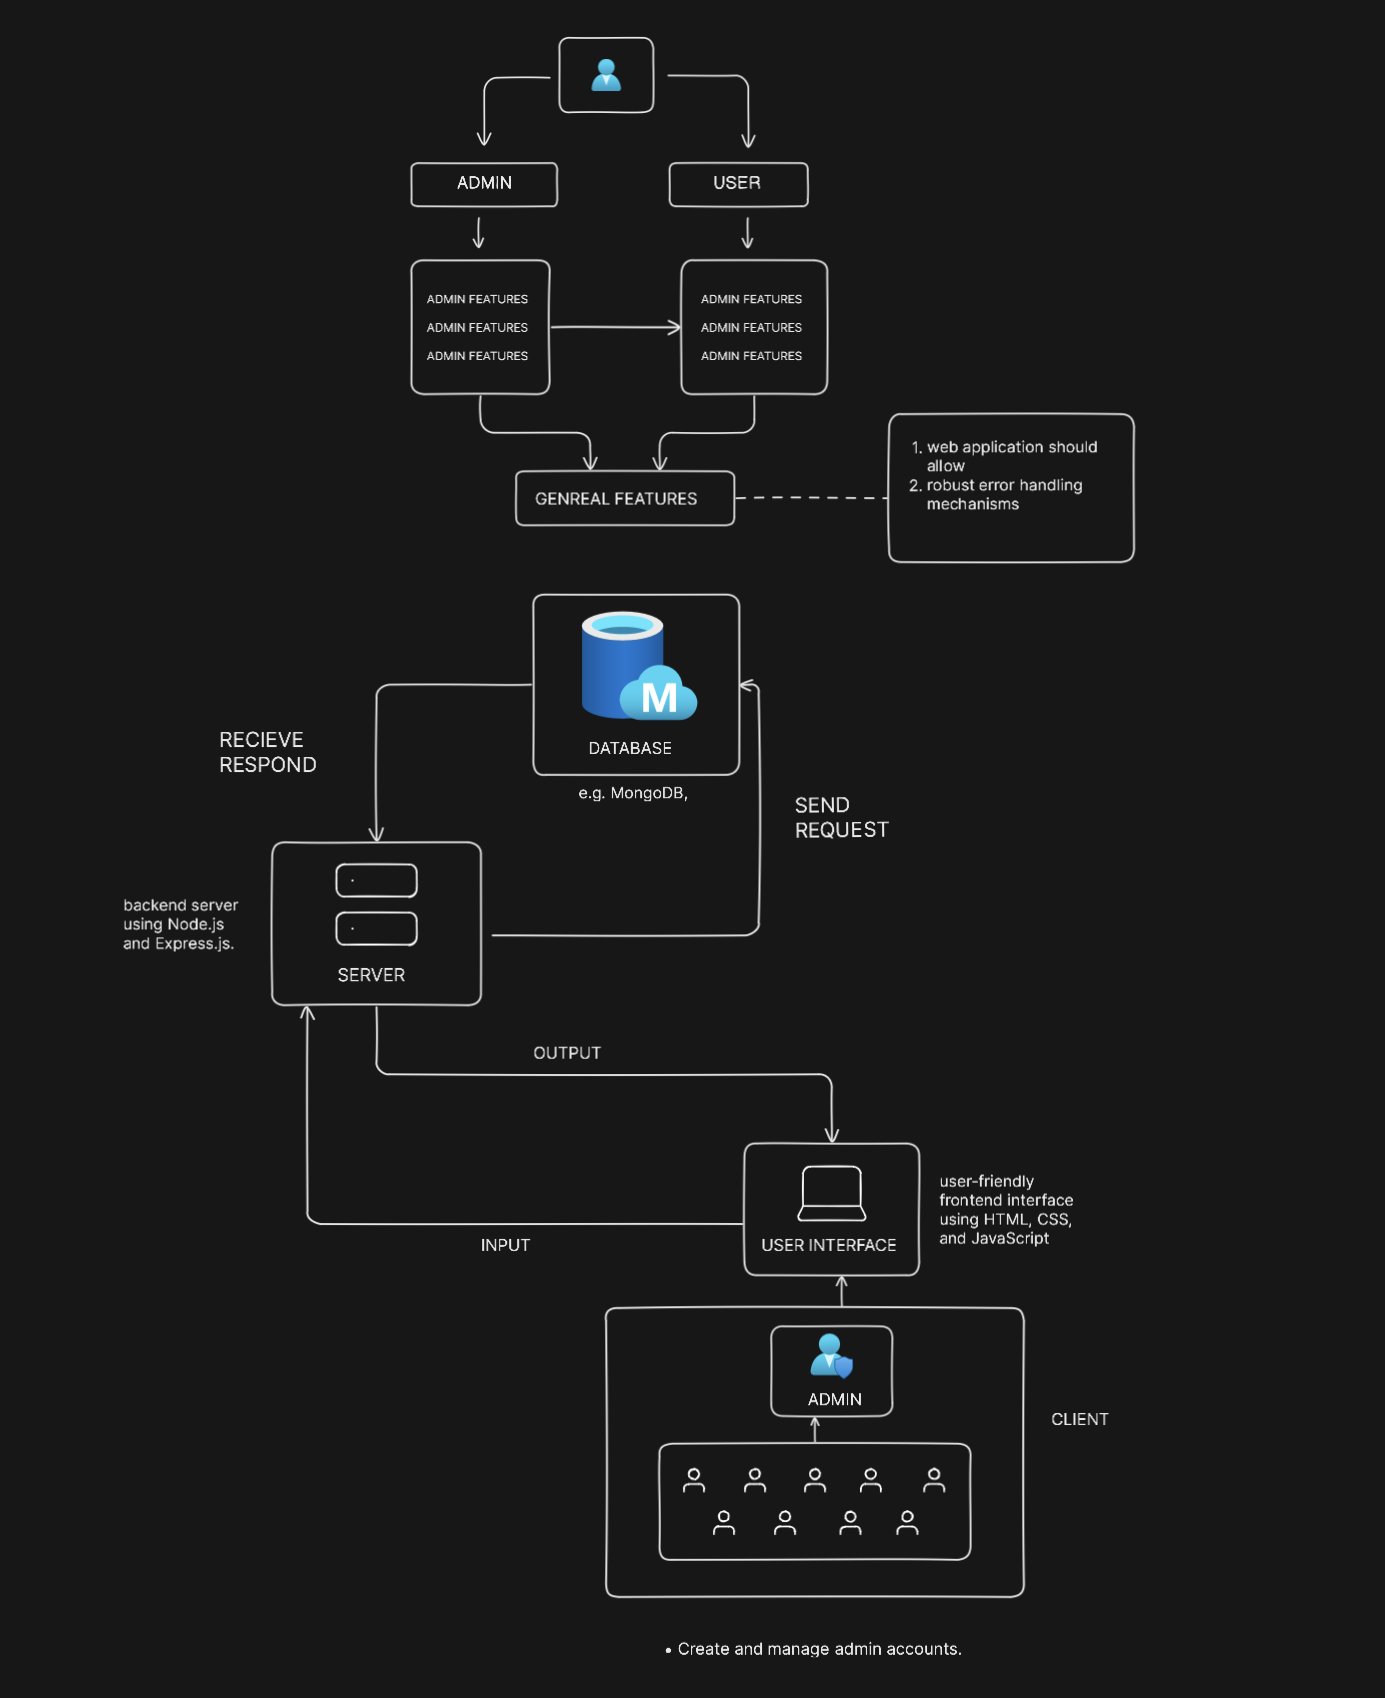 ADMIN
USER
ADMIN FEATURES
ADMIN FEATURES
ADMIN FEATURES
ADMIN FEATURES
ADMIN FEATURES
ADMIN FEATURES
GENREAL FEATURES
1. web application should
allow
2. robust error handling
mechanisms
M
DATABASE
e.g. MongoDB,
RECIEVE
RESPOND
SEND
REQUEST
backend server
using Node.js
and Express.js.
SERVER
OUTPUT
INPUT
USER INTERFACE
user-friendly
frontend interface
using HTML, CSS,
and JavaScript
ADMIN
CLIENT
• Create and manage admin accounts.